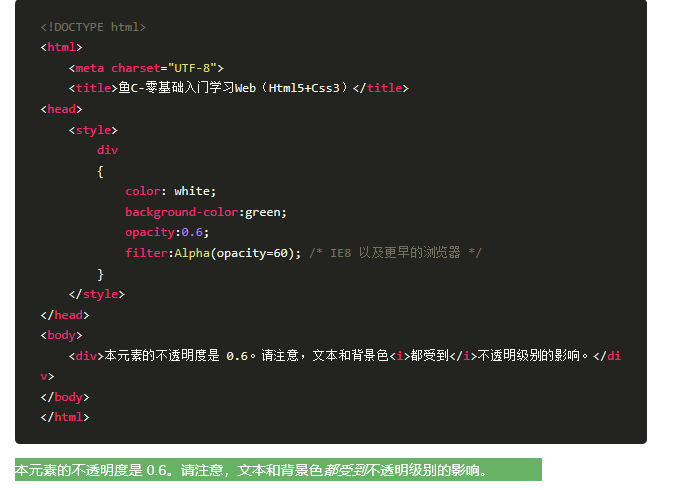 <!DOCTYPE html>
<html>
    <meta charset="UTF-8">
    <title>鱼C-零基础入门学习Web（Html5+Css3）</title>
<head>
    <style>
        div
        {
            color: white;
            background-color:green;
            opacity:0.6;
            filter:Alpha(opacity=60); /* IE8 以及更早的浏览器 */
        }
    </style>
</head>
<body>
    <div>本元素的不透明度是 0.6。请注意，文本和背景色<i>都受到</i>不透明级别的影响。</di
v>
</body>
</html>
本元素的不透明度是 0.6。请注意，文本和背景色都受到不透明级别的影响。